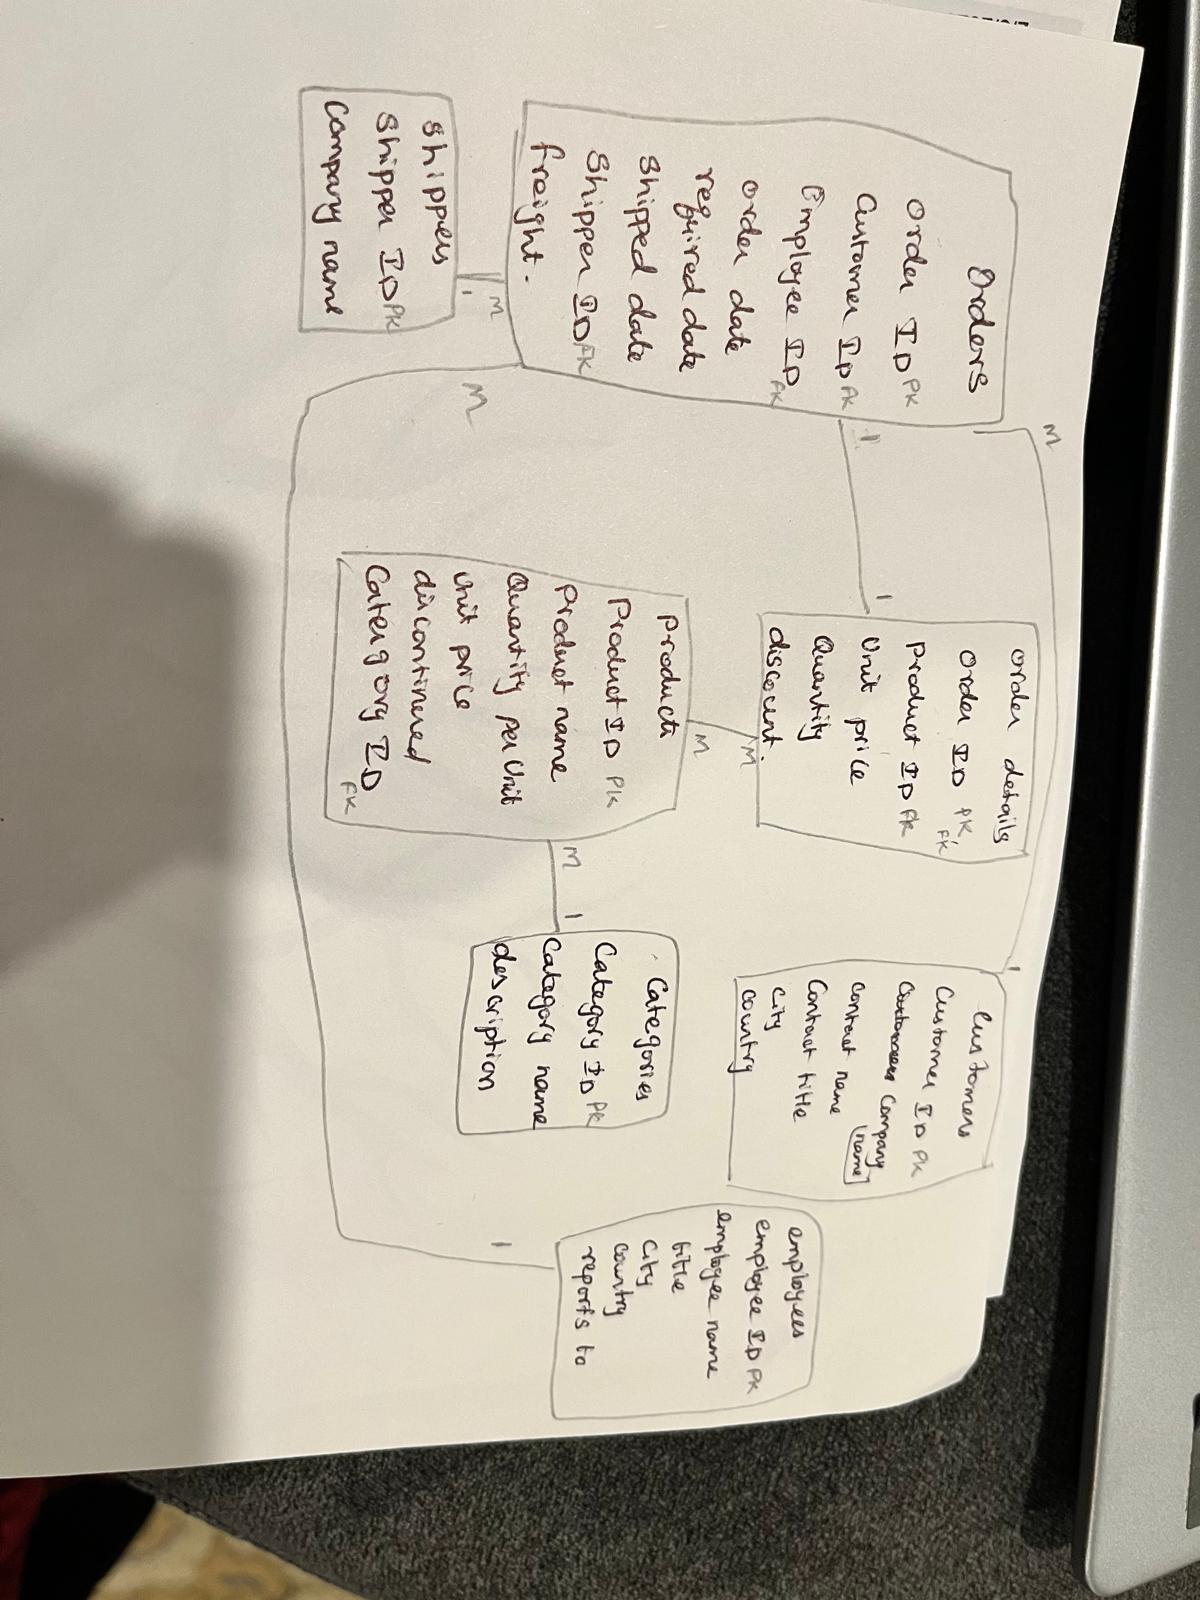 Orders
Order ID PK
Customer ID FK
Employee ID FK
order date
required date
Shipped date
Shipper ID FK
freight.
M
1
M
M
Shippers
Shipper ID PK
Company name
1
1
order details
order ID PK, FK
Product ID FK
Unit price
Quantity
discount.
M
M
Products
Product ID PK
Product name
Quantity per Unit
Unit price
discontinued
Catergory ID FK
M
1
Categories
Category ID PK
Category name
description
1
Customers
Customer ID PK
Company name
contact name
Contact title
City
country
1
employees
employee ID PK
employee name
title
City
country
reports to